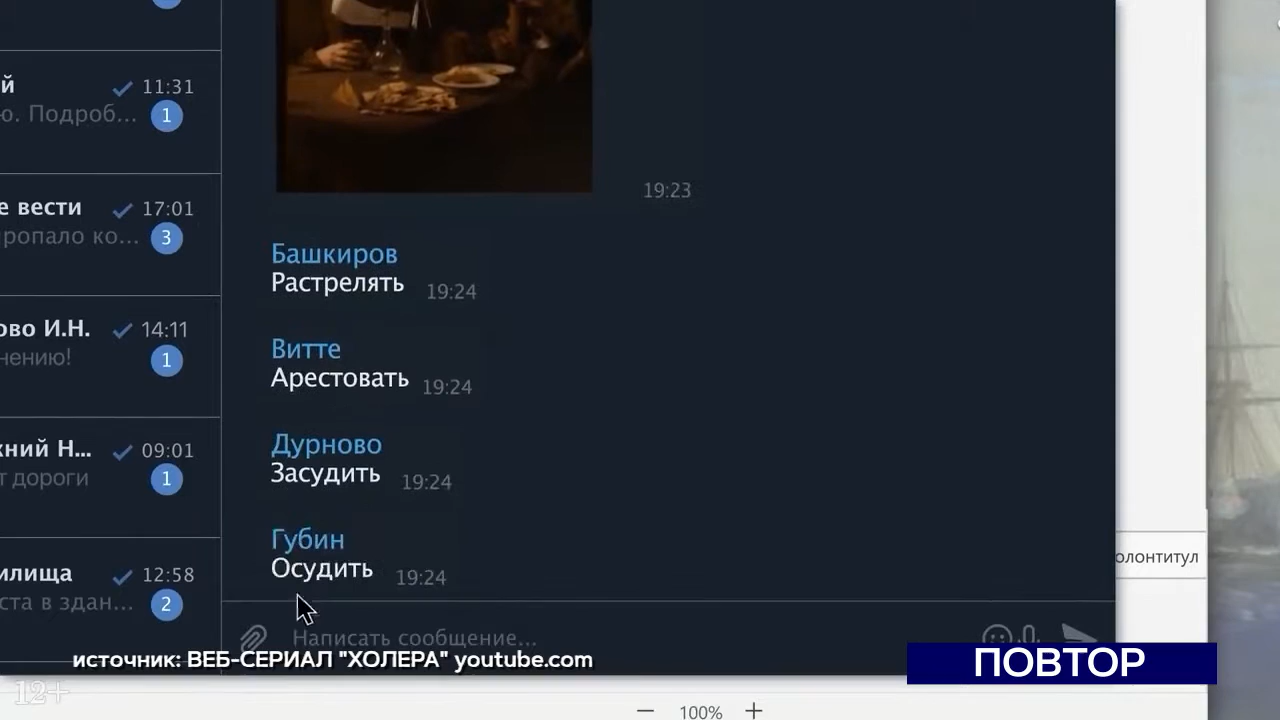 й
11:31
ю. Подроб...
1
19:23
е вести
17:01
ропало ко...
3
Башкиров
Растрелять 19:24
ово И.Н.
14:11
нению!
1
Витте
Арестовать 19:24
Дурново
Засудить 19:24
жний Н...
09:01
т дороги
1
Губин
Осудить 19:24
олонтитул
илища
12:58
ста в здан...
2
Написать сообщение...
источник: ВЕБ-СЕРИАЛ "ХОЛЕРА" youtube.com
ПОВТОР
12+
100%